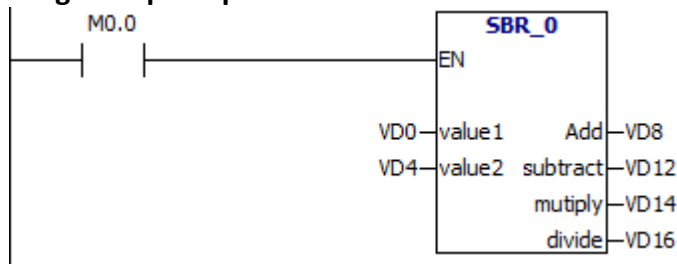 M0.0
SBR_0
EN
VD0 value1 Add VD8
VD4 value2 subtract VD12
mutiply VD14
divide VD16